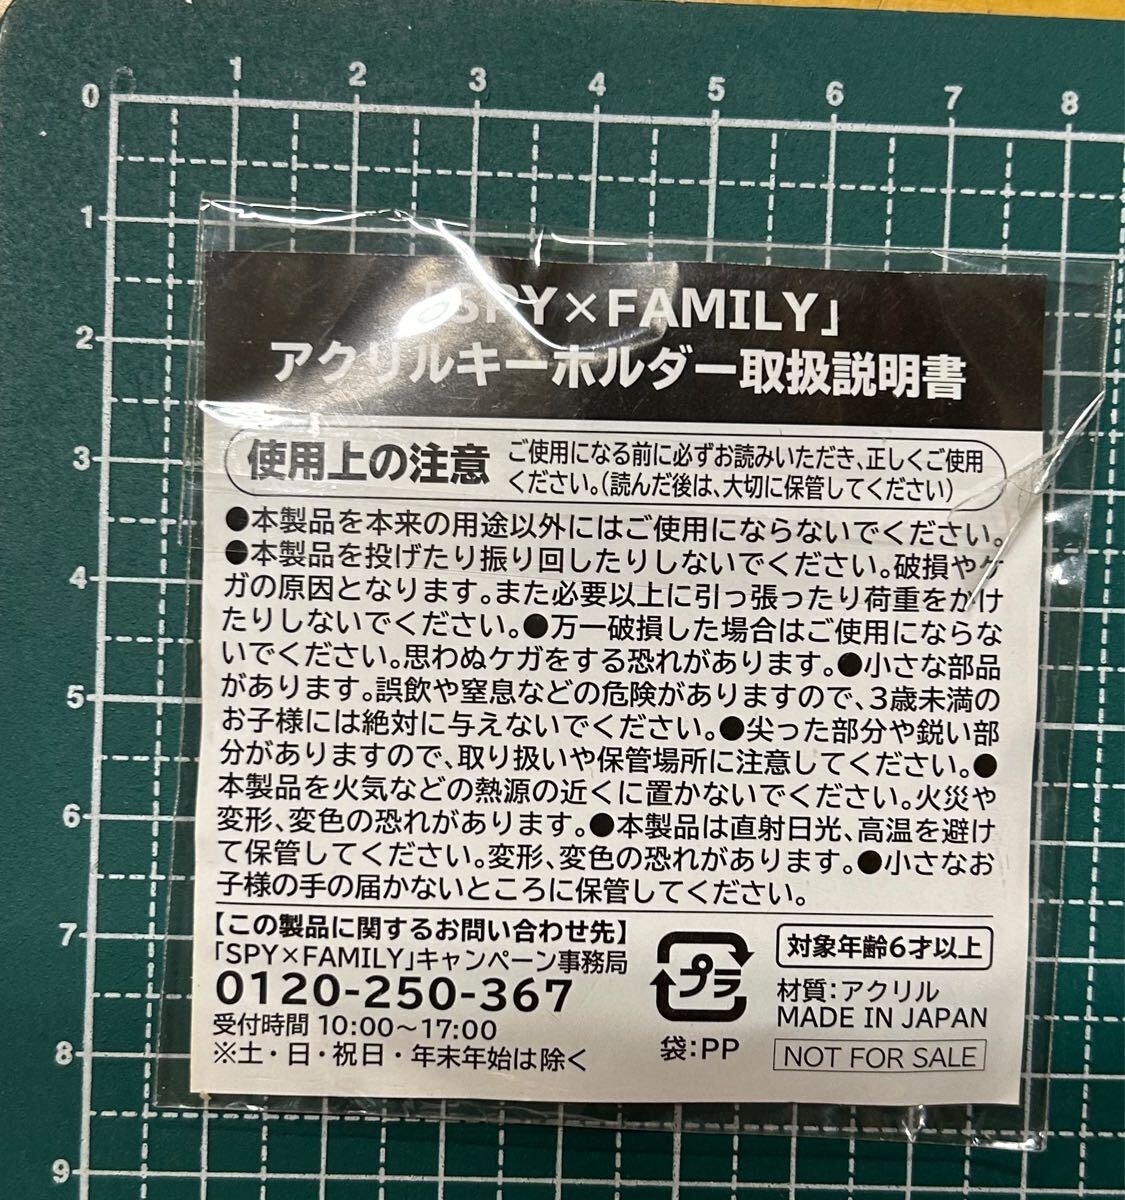 0 1 2 3 4 5 6 7 8
1
2
3
4
5
6
7
8
9
「SPY×FAMILY」
アクリルキーホルダー取扱説明書
使用上の注意
ご使用になる前に必ずお読みいただき、正しくご使用
ください。（読んだ後は、大切に保管してください）
●本製品を本来の用途以外にはご使用にならないでください。
●本製品を投げたり振り回したりしないでください。破損やケ
ガの原因となります。また必要以上に引っ張ったり荷重をかけ
たりしないでください。●万一破損した場合はご使用にならな
いでください。思わぬケガをする恐れがあります。●小さな部品
があります。誤飲や窒息などの危険がありますので、3歳未満の
お子様には絶対に与えないでください。●尖った部分や鋭い部
分がありますので、取り扱いや保管場所に注意してください。●
本製品を火気などの熱源の近くに置かないでください。火災や
変形、変色の恐れがあります。●本製品は直射日光、高温を避け
て保管してください。変形、変色の恐れがあります。●小さなお
子様の手の届かないところに保管してください。
【この製品に関するお問い合わせ先】
「SPY×FAMILY」キャンペーン事務局
0120-250-367
受付時間 10:00〜17:00
※土・日・祝日・年末年始は除く
プラ
袋：PP
対象年齢6才以上
材質：アクリル
MADE IN JAPAN
NOT FOR SALE